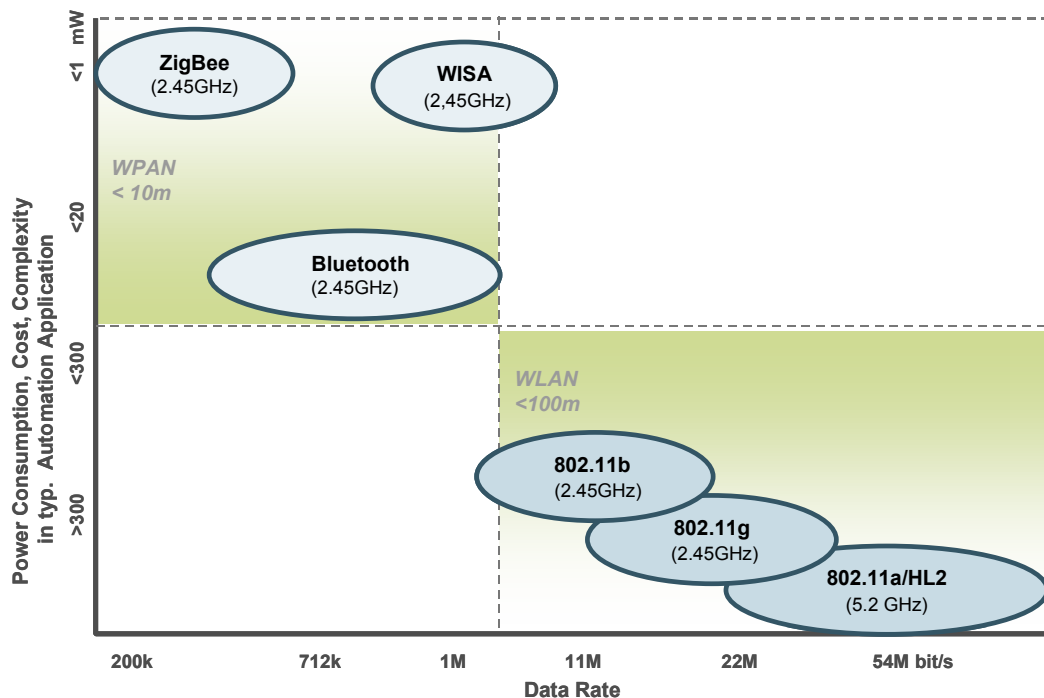 mW
<1
<20
<300
>300
Power Consumption, Cost, Complexity
in typ. Automation Application
ZigBee
(2.45GHz)
WISA
(2,45GHz)
WPAN
< 10m
Bluetooth
(2.45GHz)
WLAN
<100m
802.11b
(2.45GHz)
802.11g
(2.45GHz)
802.11a/HL2
(5.2 GHz)
200k 712k 1M 11M 22M 54M bit/s
Data Rate